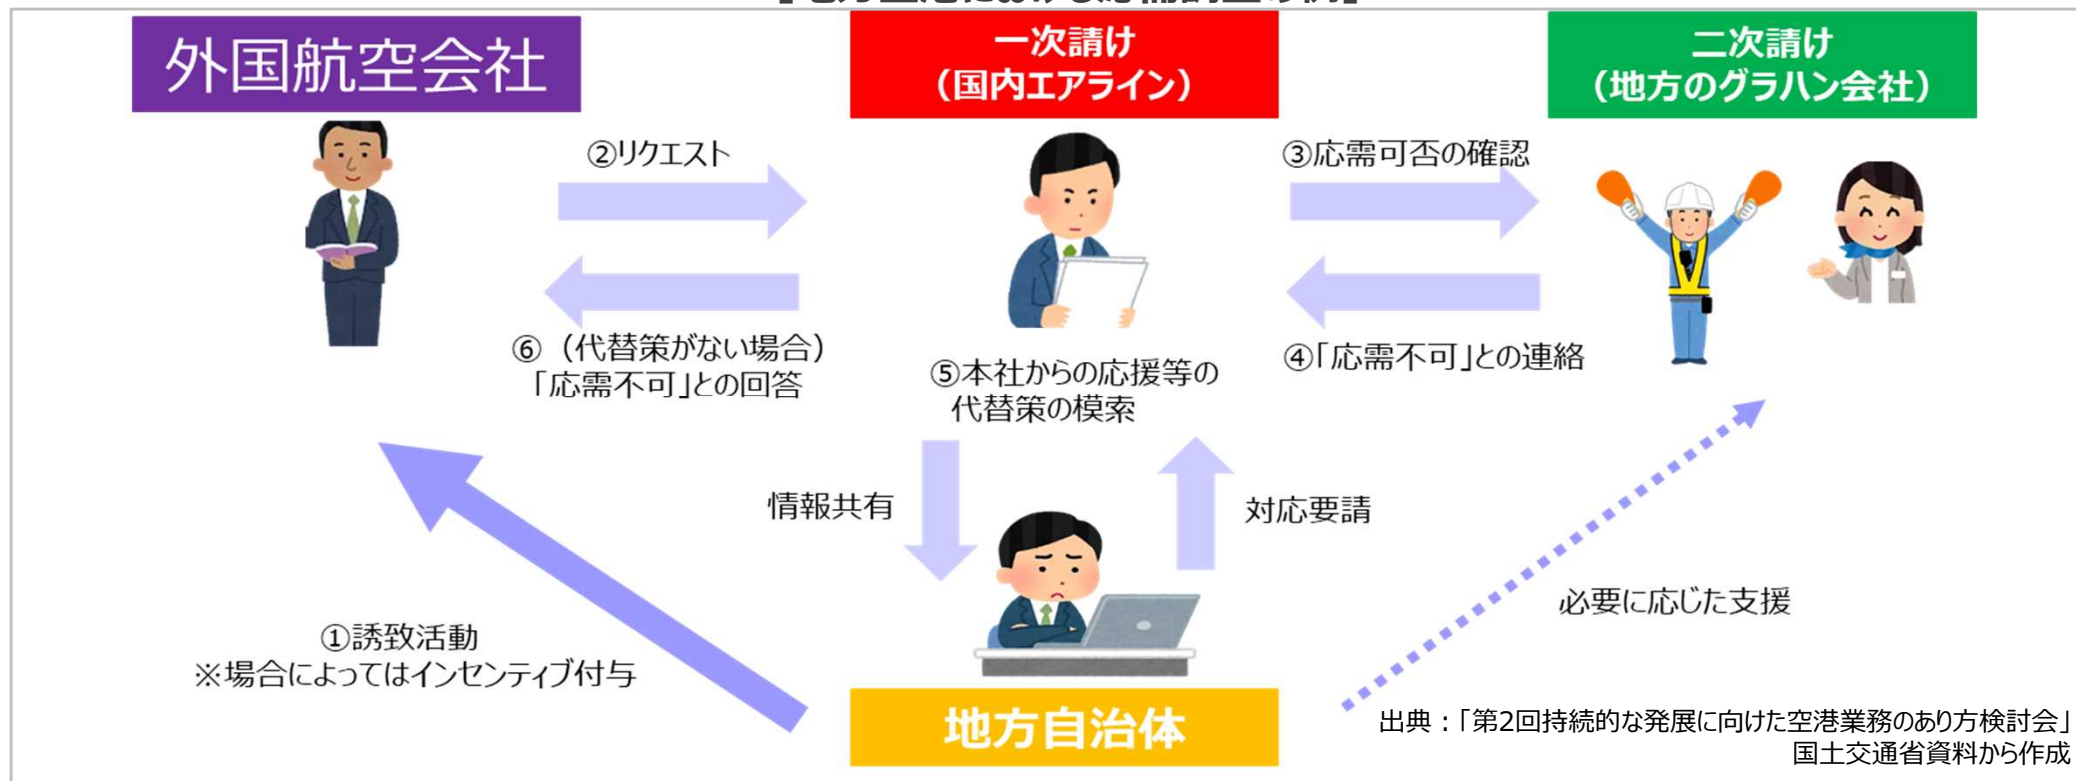 外国航空会社
一次請け
（国内エアライン）
二次請け
（地方のグラハン会社）
②リクエスト
③応需可否の確認
⑥（代替策がない場合）
「応需不可」との回答
⑤本社からの応援等の
代替策の模索
④「応需不可」との連絡
情報共有
対応要請
①誘致活動
※場合によってはインセンティブ付与
必要に応じた支援
地方自治体
出典：「第2回持続的な発展に向けた空港業務のあり方検討会」
国土交通省資料から作成